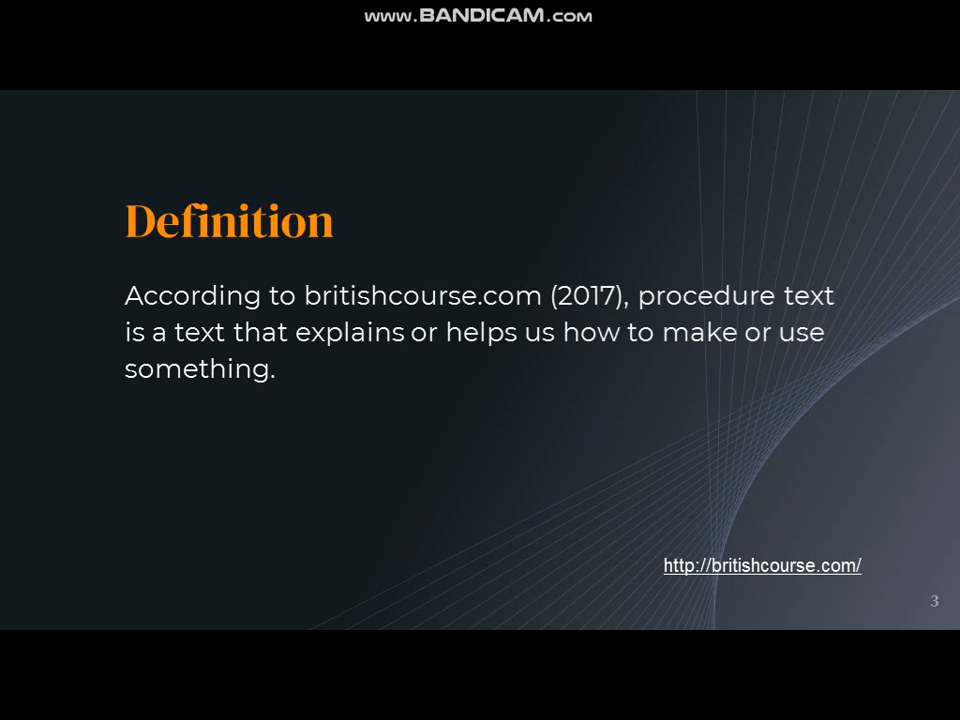 www.BANDICAM.com
Definition
According to britishcourse.com (2017), procedure text
is a text that explains or helps us how to make or use
something.
http://britishcourse.com/
3